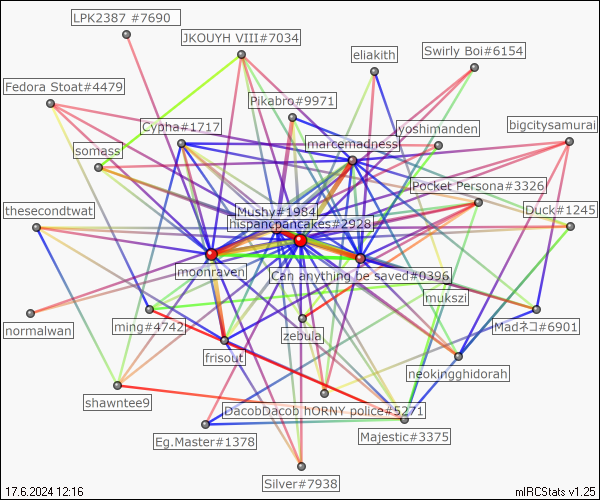 LPK2387 #7690
JKOUYH VIII#7034
eliakith
Swirly Boi#6154
Fedora Stoat#4479
Pikabro#9971
Cypha#1717
yoshimanden
bigcitysamurai
somass
marcemadness
Pocket Persona#3326
thesecondtwat
Mushy#1984
Duck#1245
hispancpancakes#2928
moonraven
Can anything be saved#0396
mukszi
normalwan
ming#4742
zebula
Madネコ#6901
frisout
neokingghidorah
shawntee9
DacobDacob hORNY police#5271
Eg.Master#1378
Majestic#3375
Silver#7938
17.6.2024 12:16
mIRCStats v1.25